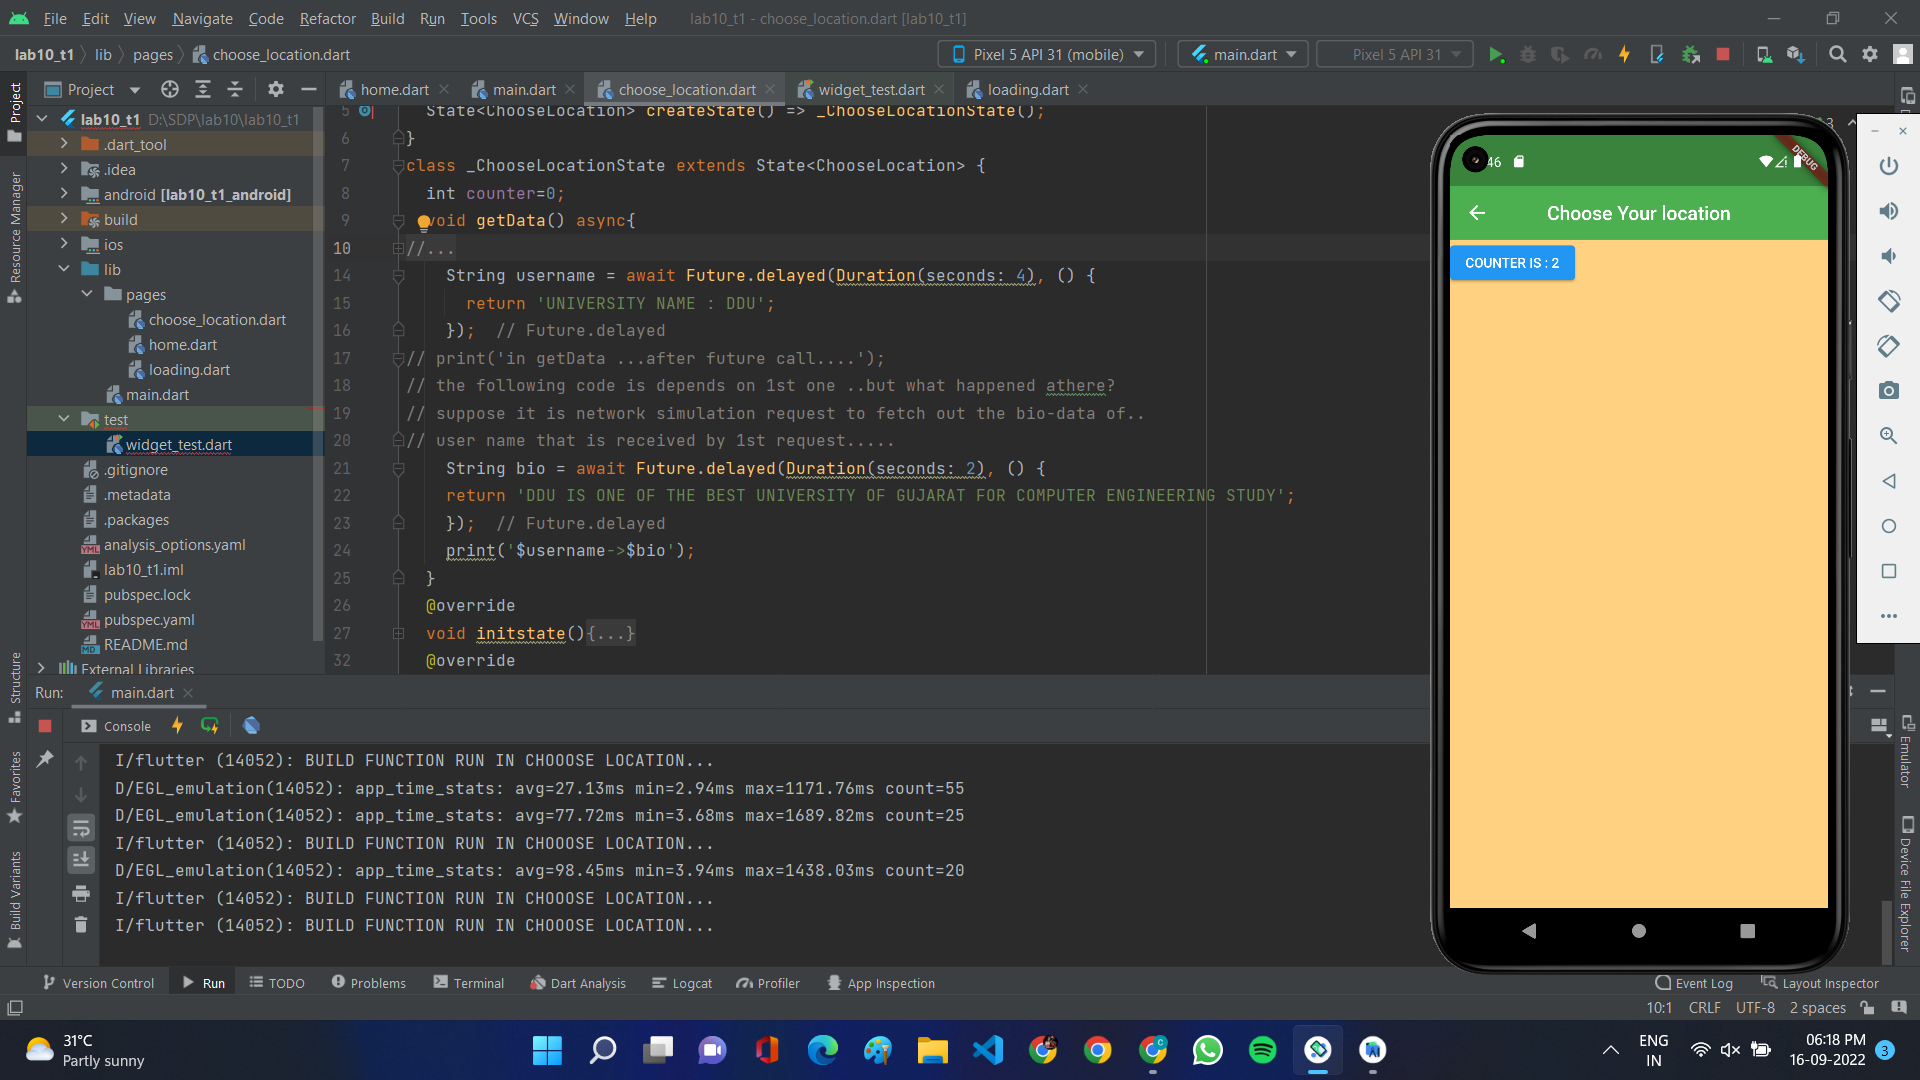 File Edit View Navigate Code Refactor Build Run Tools VCS Window Help lab10_t1 - choose_location.dart [lab10_t1]
lab10_t1 lib pages choose_location.dart Pixel 5 API 31 (mobile) main.dart Pixel 5 API 31
Project home.dart main.dart choose_location.dart widget_test.dart loading.dart
Project
Resource Manager
Structure
Favorites
Build Variants
lab10_t1 D:\SDP\lab10\lab10_t1
.dart_tool
.idea
android [lab10_t1_android]
build
ios
lib
pages
choose_location.dart
home.dart
loading.dart
main.dart
test
widget_test.dart
.gitignore
.metadata
.packages
analysis_options.yaml
lab10_t1.iml
pubspec.lock
pubspec.yaml
README.md
External Libraries
5 State<ChooseLocation> createState() => _ChooseLocationState();
6 }
7 class _ChooseLocationState extends State<ChooseLocation> {
8 int counter=0;
9 void getData() async{
10 //...
14 String username = await Future.delayed(Duration(seconds: 4), () {
15 return 'UNIVERSITY NAME : DDU';
16 }); // Future.delayed
17 // print('in getData ...after future call....');
18 // the following code is depends on 1st one ..but what happened athere?
19 // suppose it is network simulation request to fetch out the bio-data of..
20 // user name that is received by 1st request.....
21 String bio = await Future.delayed(Duration(seconds: 2), () {
22 return 'DDU IS ONE OF THE BEST UNIVERSITY OF GUJARAT FOR COMPUTER ENGINEERING STUDY';
23 }); // Future.delayed
24 print('$username->$bio');
25 }
26 @override
27 void initstate(){...}
32 @override
46
DEBUG
Choose Your location
COUNTER IS : 2
Run: main.dart
Console
I/flutter (14052): BUILD FUNCTION RUN IN CHOOOSE LOCATION...
D/EGL_emulation(14052): app_time_stats: avg=27.13ms min=2.94ms max=1171.76ms count=55
D/EGL_emulation(14052): app_time_stats: avg=77.72ms min=3.68ms max=1689.82ms count=25
I/flutter (14052): BUILD FUNCTION RUN IN CHOOOSE LOCATION...
D/EGL_emulation(14052): app_time_stats: avg=98.45ms min=3.94ms max=1438.03ms count=20
I/flutter (14052): BUILD FUNCTION RUN IN CHOOOSE LOCATION...
I/flutter (14052): BUILD FUNCTION RUN IN CHOOOSE LOCATION...
Emulator
Device File Explorer
Version Control Run TODO Problems Terminal Dart Analysis Logcat Profiler App Inspection Event Log Layout Inspector
10:1 CRLF UTF-8 2 spaces
31°C
Partly sunny
ENG
IN
06:18 PM
16-09-2022
3